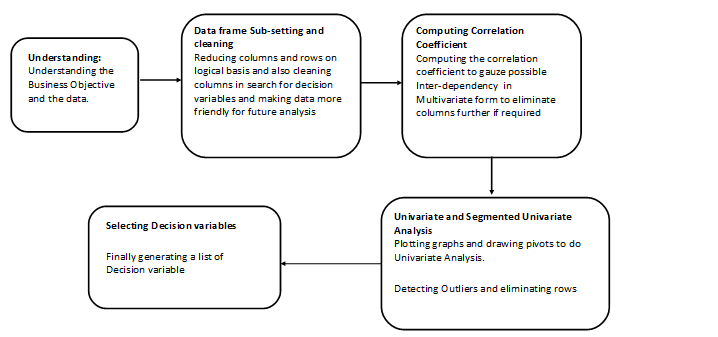 Understanding:
Understanding the
Business Objective
and the data.
Data frame Sub-setting and
cleaning
Reducing columns and rows on
logical basis and also cleaning
columns in search for decision
variables and making data more
friendly for future analysis
Computing Correlation
Coefficient
Computing the correlation
coefficient to gauze possible
Inter-dependency in
Multivariate form to eliminate
columns further if required
Univariate and Segmented Univariate
Analysis
Plotting graphs and drawing pivots to do
Univariate Analysis.
Detecting Outliers and eliminating rows
Selecting Decision variables
Finally generating a list of
Decision variable